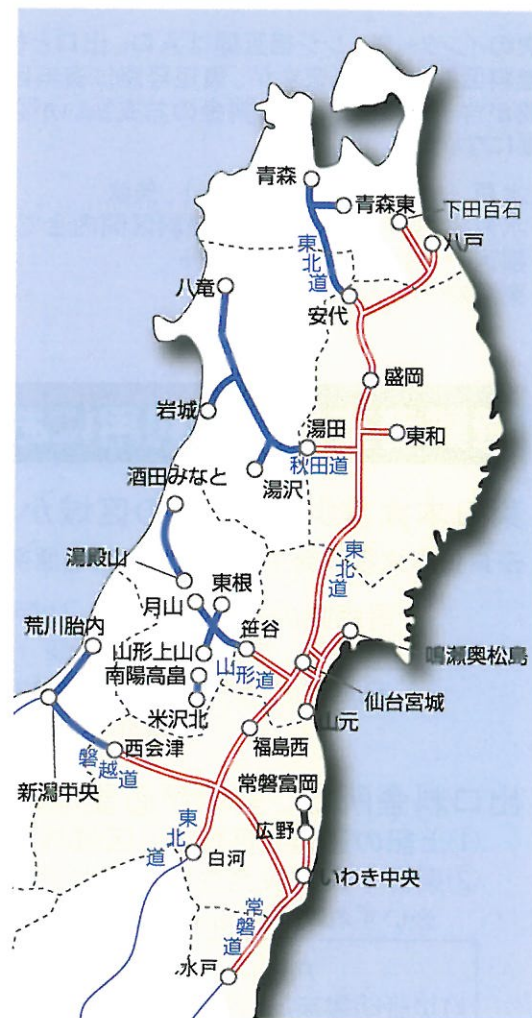 青森
青森東
下田百石
八戸
東北道
八竜
安代
盛岡
岩城
湯田
東和
秋田道
湯沢
酒田みなと
東北道
湯殿山
月山
東根
荒川胎内
笹谷
鳴瀬奥松島
山形上山
山形道
南陽高畠
仙台宮城
米沢北
山元
西会津
福島西
新潟中央
磐越道
常磐富岡
広野
東北道
白河
いわき中央
常磐道
水戸